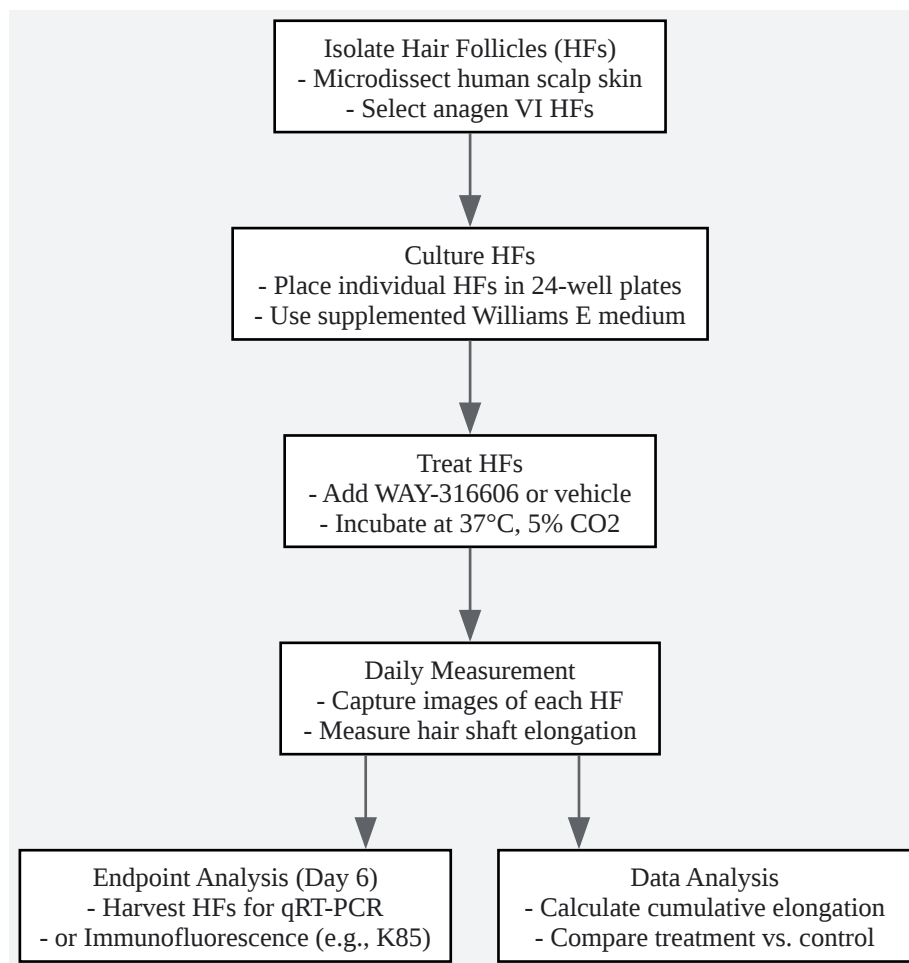 Isolate Hair Follicles (HFs)
- Microdissect human scalp skin
- Select anagen VI HFs
Culture HFs
- Place individual HFs in 24-well plates
- Use supplemented Williams E medium
Treat HFs
- Add WAY-316606 or vehicle
- Incubate at 37°C, 5% CO2
Daily Measurement
- Capture images of each HF
- Measure hair shaft elongation
Endpoint Analysis (Day 6)
- Harvest HFs for qRT-PCR
- or Immunofluorescence (e.g., K85)
Data Analysis
- Calculate cumulative elongation
- Compare treatment vs. control